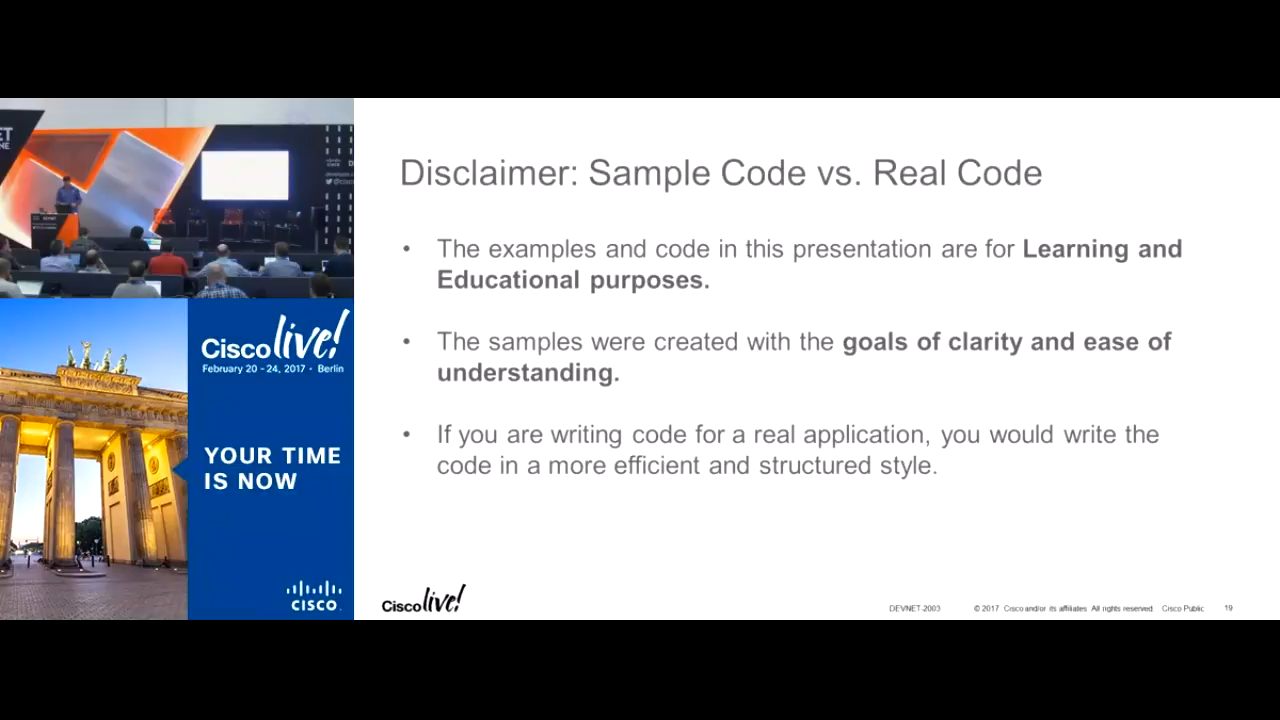 Disclaimer: Sample Code vs. Real Code
• The examples and code in this presentation are for Learning and
Educational purposes.
• The samples were created with the goals of clarity and ease of
understanding.
• If you are writing code for a real application, you would write the
code in a more efficient and structured style.
Cisco live!
February 20 - 24, 2017 • Berlin
YOUR TIME
IS NOW
CISCO
Cisco live!
DEVNET-2003 © 2017 Cisco and/or its affiliates. All rights reserved. Cisco Public 19